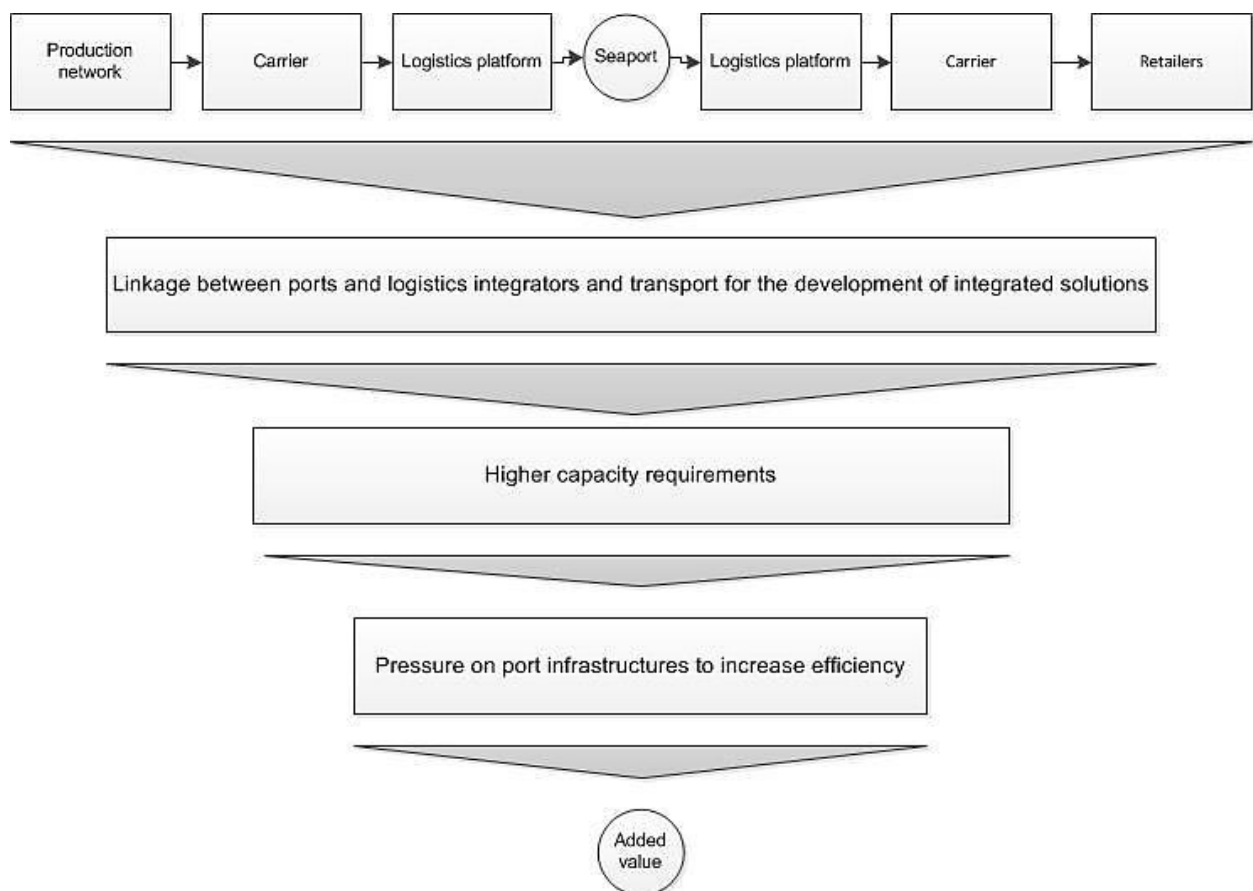 Production
network
Carrier
Logistics platform
Seaport
Logistics platform
Carrier
Retailers
Linkage between ports and logistics integrators and transport for the development of integrated solutions
Higher capacity requirements
Pressure on port infrastructures to increase efficiency
Added
value